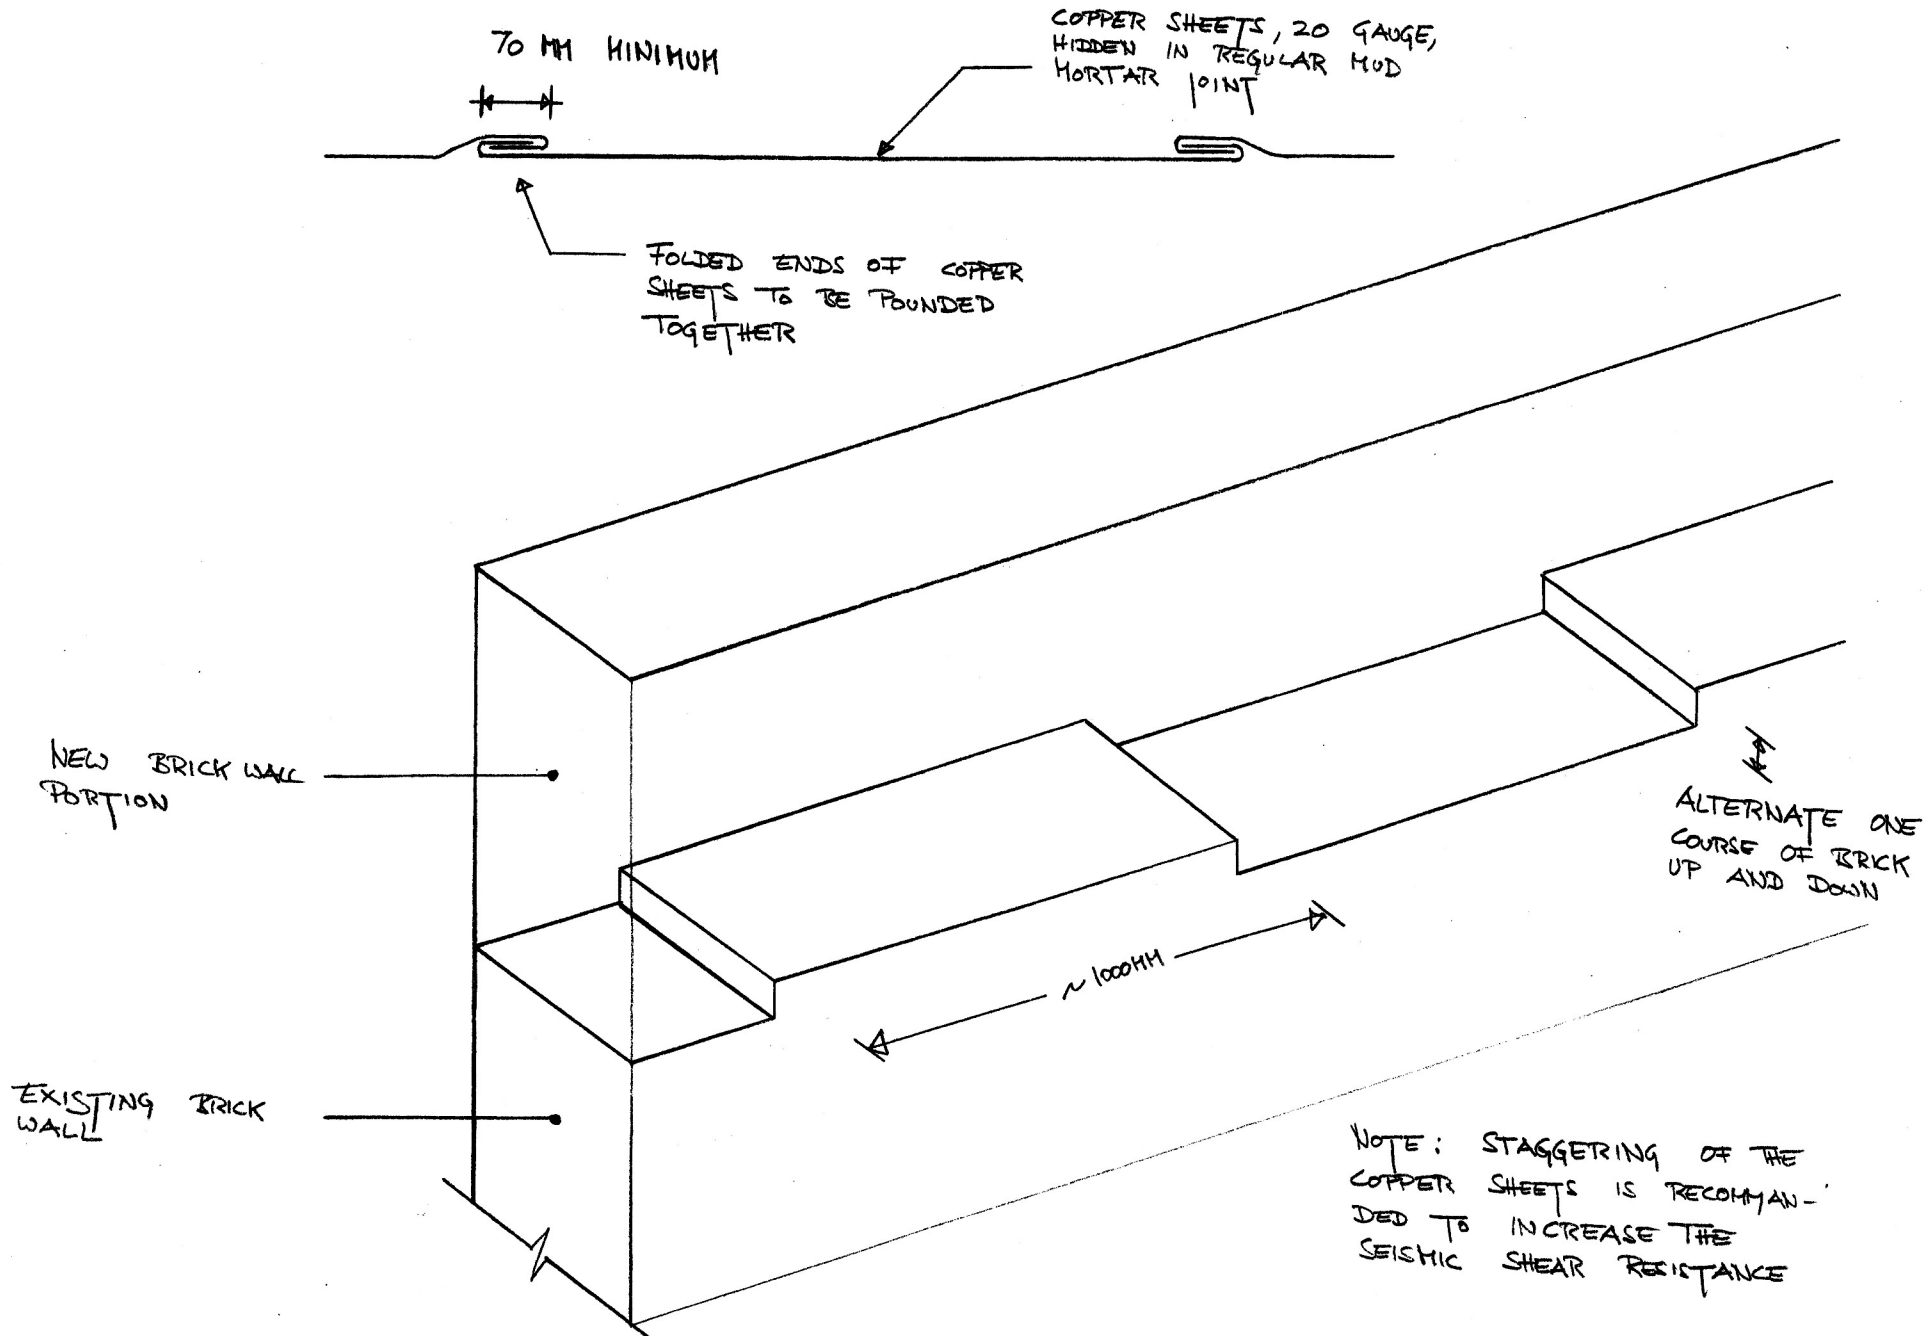 70 MM MINIMUM
COPPER SHEETS, 20 GAUGE,
HIDDEN IN REGULAR MUD
MORTAR JOINT
FOLDED ENDS OF COPPER
SHEETS TO BE POUNDED
TOGETHER
NEW BRICK WALL
PORTION
ALTERNATE ONE
COURSE OF BRICK
UP AND DOWN
~ 1000MM
EXISTING BRICK
WALL
NOTE: STAGGERING OF THE
COPPER SHEETS IS RECOMMAN-
DED TO INCREASE THE
SEISMIC SHEAR RESISTANCE